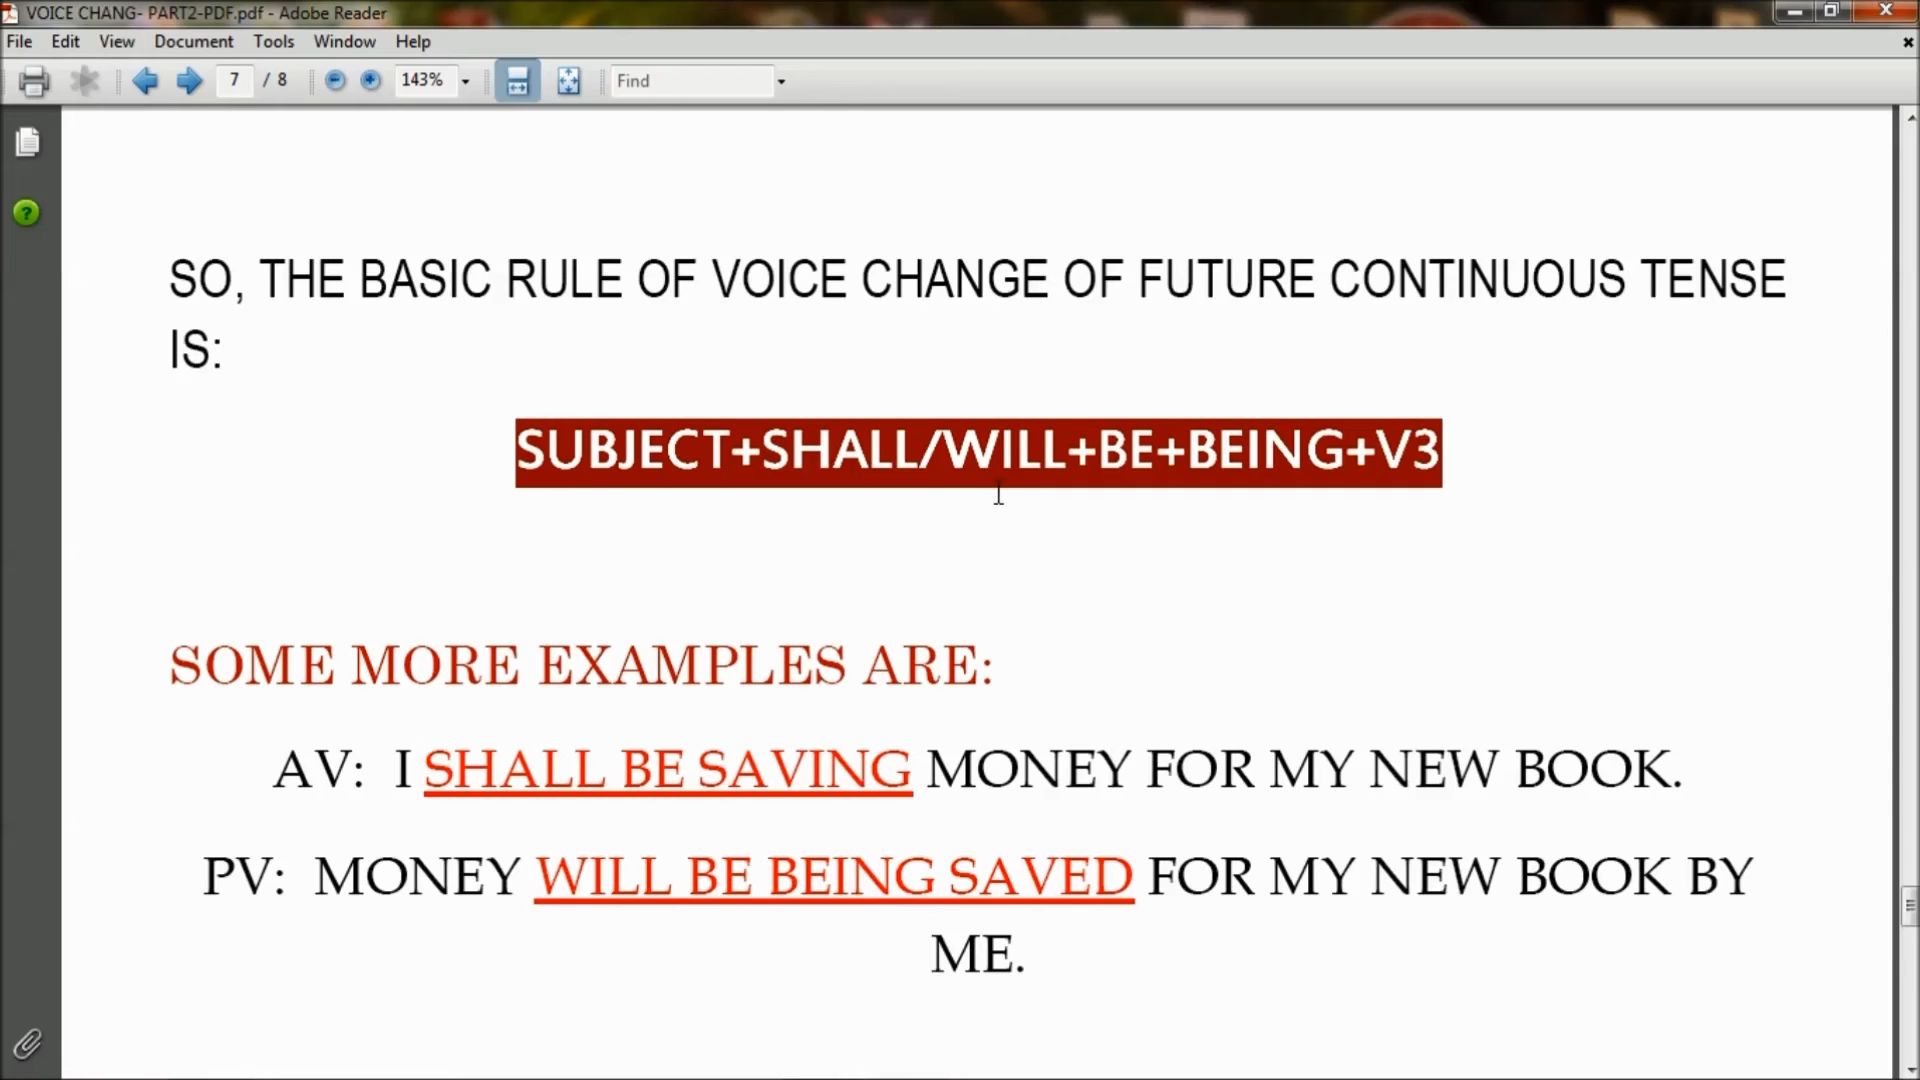 VOICE CHANG- PART2-PDF.pdf - Adobe Reader
File Edit View Document Tools Window Help
7 / 8 143% Find
SO, THE BASIC RULE OF VOICE CHANGE OF FUTURE CONTINUOUS TENSE
IS:
SUBJECT+SHALL/WILL+BE+BEING+V3
SOME MORE EXAMPLES ARE:
AV: I SHALL BE SAVING MONEY FOR MY NEW BOOK.
PV: MONEY WILL BE BEING SAVED FOR MY NEW BOOK BY
ME.